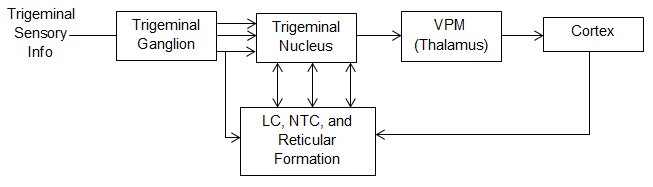 Trigeminal
Sensory
Info
Trigeminal
Ganglion
Trigeminal
Nucleus
VPM
(Thalamus)
Cortex
LC, NTC, and
Reticular
Formation